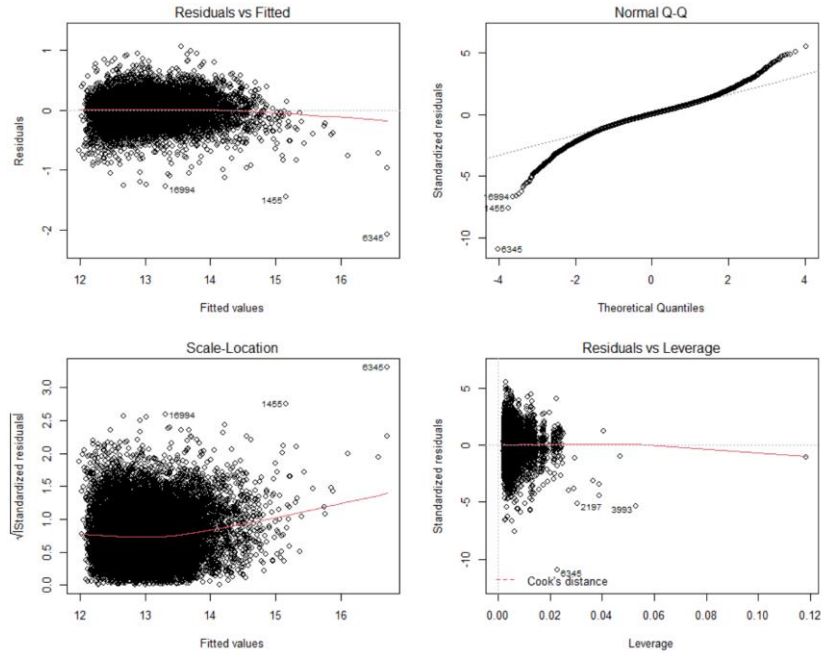 Residuals vs Fitted
Residuals
1
0
-1
-2
16994
1455
6345
12 13 14 15 16
Fitted values
Normal Q-Q
Standardized residuals
5
0
-5
-10
16994
1455
6345
-4 -2 0 2 4
Theoretical Quantiles
Scale-Location
√|Standardized residuals|
3.0
2.5
2.0
1.5
1.0
0.5
0.0
6345
1455
16994
12 13 14 15 16
Fitted values
Residuals vs Leverage
Standardized residuals
5
0
-5
-10
2197
3993
6345
Cook's distance
0.00 0.02 0.04 0.06 0.08 0.10 0.12
Leverage